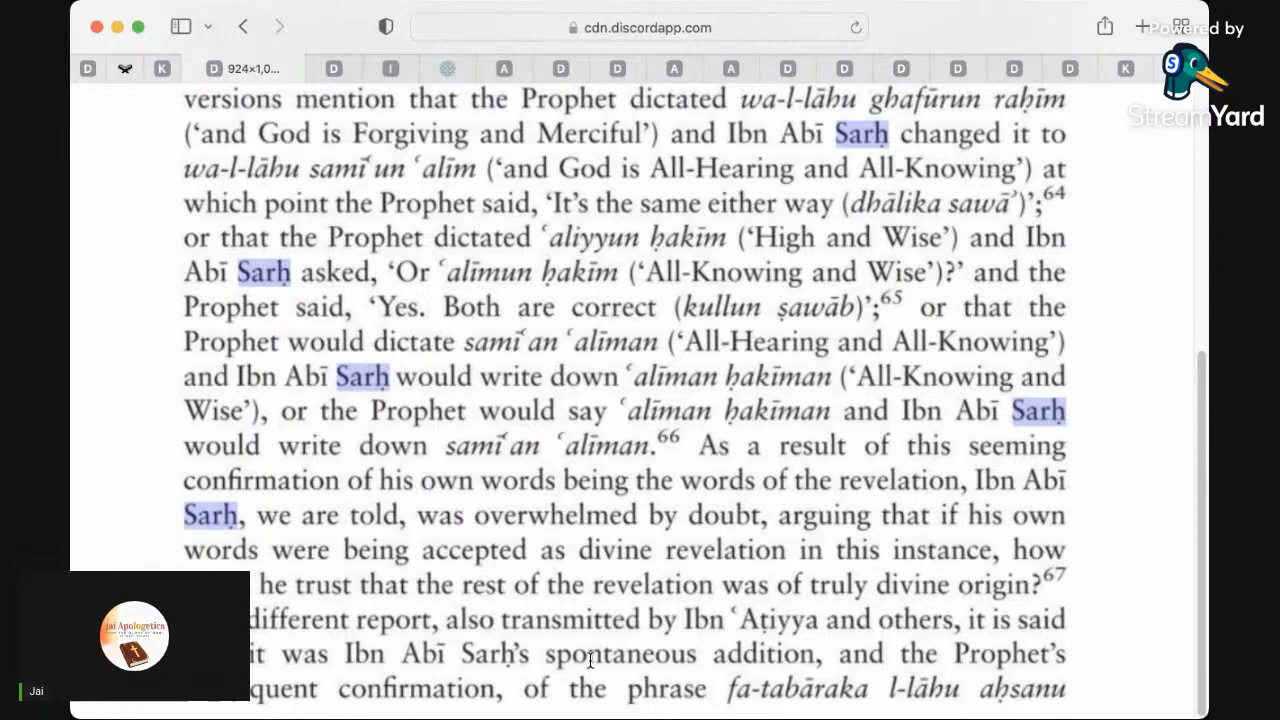 cdn.discordapp.com
Powered by
StreamYard
D
K
D 924×1,0...
D
I
A
D
D
A
A
D
D
D
D
D
D
K
versions mention that the Prophet dictated wa-l-lāhu ghafūrun raḥīm
(‘and God is Forgiving and Merciful’) and Ibn Abī Sarḥ changed it to
wa-l-lāhu samīʿun ʿalīm (‘and God is All-Hearing and All-Knowing’) at
which point the Prophet said, ‘It’s the same either way (dhālika sawāʾ)’;64
or that the Prophet dictated ʿaliyyun ḥakīm (‘High and Wise’) and Ibn
Abī Sarḥ asked, ‘Or ʿalīmun ḥakīm (‘All-Knowing and Wise’)?’ and the
Prophet said, ‘Yes. Both are correct (kullun ṣawāb)’;65 or that the
Prophet would dictate samīʿan ʿalīman (‘All-Hearing and All-Knowing’)
and Ibn Abī Sarḥ would write down ʿalīman ḥakīman (‘All-Knowing and
Wise’), or the Prophet would say ʿalīman ḥakīman and Ibn Abī Sarḥ
would write down samīʿan ʿalīman.66 As a result of this seeming
confirmation of his own words being the words of the revelation, Ibn Abī
Sarḥ, we are told, was overwhelmed by doubt, arguing that if his own
words were being accepted as divine revelation in this instance, how
he trust that the rest of the revelation was of truly divine origin?67
different report, also transmitted by Ibn ʿAṭiyya and others, it is said
it was Ibn Abī Sarḥ’s spontaneous addition, and the Prophet’s
quent confirmation, of the phrase fa-tabāraka l-lāhu aḥsanu
Jai Apologetics
Jai